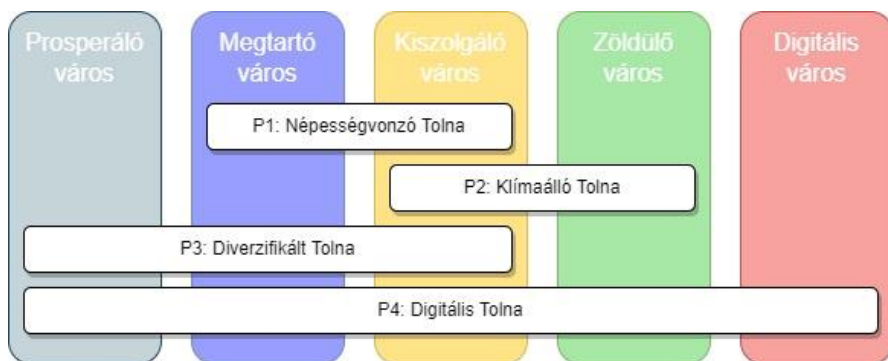 Prosperáló
város
Megtartó
város
Kiszolgáló
város
Zöldülő
város
Digitális
város
P1: Népességvonzó Tolna
P2: Klímaálló Tolna
P3: Diverzifikált Tolna
P4: Digitális Tolna